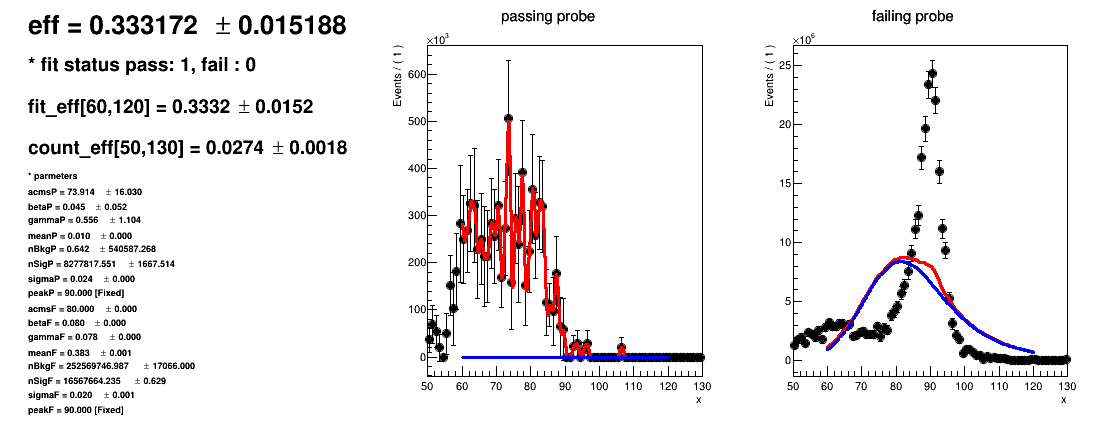 eff = 0.333172 ± 0.015188
* fit status pass: 1, fail : 0
fit_eff[60,120] = 0.3332 ± 0.0152
count_eff[50,130] = 0.0274 ± 0.0018
* parmeters
acmsP = 73.914 ± 16.030
betaP = 0.045 ± 0.052
gammaP = 0.556 ± 1.104
meanP = 0.010 ± 0.000
nBkgP = 0.642 ± 540587.268
nSigP = 8277817.551 ± 1667.514
sigmaP = 0.024 ± 0.000
peakP = 90.000 [Fixed]
acmsF = 80.000 ± 0.000
betaF = 0.080 ± 0.000
gammaF = 0.078 ± 0.000
meanF = 0.383 ± 0.001
nBkgF = 252569746.987 ± 17066.000
nSigF = 16567664.235 ± 0.629
sigmaF = 0.020 ± 0.001
peakF = 90.000 [Fixed]
passing probe
×10³
Events / ( 1 )
600
500
400
300
200
100
0
50 60 70 80 90 100 110 120 130
x
failing probe
×10⁶
Events / ( 1 )
25
20
15
10
5
0
50 60 70 80 90 100 110 120 130
x